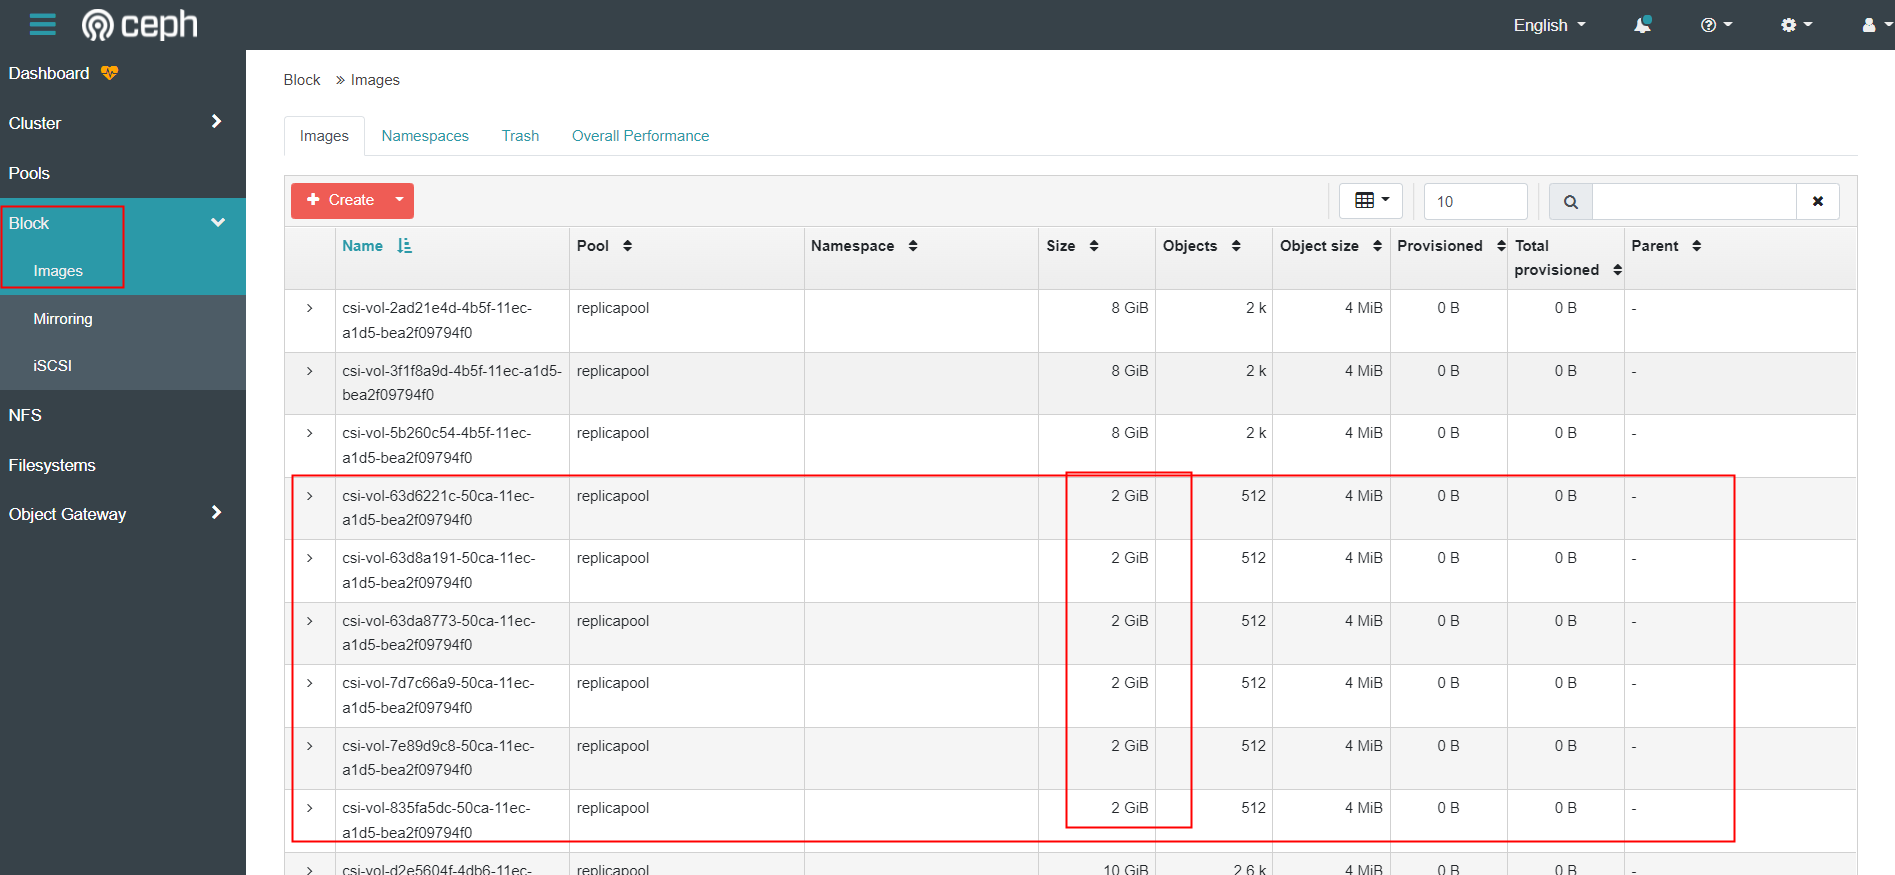 ceph
English
Dashboard
Cluster
Pools
Block
Images
Mirroring
iSCSI
NFS
Filesystems
Object Gateway
Block » Images
Images Namespaces Trash Overall Performance
+ Create
10
Name Pool Namespace Size Objects Object size Provisioned Total provisioned Parent
csi-vol-2ad21e4d-4b5f-11ec- replicapool 8 GiB 2 k 4 MiB 0 B 0 B -
a1d5-bea2f09794f0
csi-vol-3f1f8a9d-4b5f-11ec-a1d5- replicapool 8 GiB 2 k 4 MiB 0 B 0 B -
bea2f09794f0
csi-vol-5b260c54-4b5f-11ec- replicapool 8 GiB 2 k 4 MiB 0 B 0 B -
a1d5-bea2f09794f0
csi-vol-63d6221c-50ca-11ec- replicapool 2 GiB 512 4 MiB 0 B 0 B -
a1d5-bea2f09794f0
csi-vol-63d8a191-50ca-11ec- replicapool 2 GiB 512 4 MiB 0 B 0 B -
a1d5-bea2f09794f0
csi-vol-63da8773-50ca-11ec- replicapool 2 GiB 512 4 MiB 0 B 0 B -
a1d5-bea2f09794f0
csi-vol-7d7c66a9-50ca-11ec- replicapool 2 GiB 512 4 MiB 0 B 0 B -
a1d5-bea2f09794f0
csi-vol-7e89d9c8-50ca-11ec- replicapool 2 GiB 512 4 MiB 0 B 0 B -
a1d5-bea2f09794f0
csi-vol-835fa5dc-50ca-11ec- replicapool 2 GiB 512 4 MiB 0 B 0 B -
a1d5-bea2f09794f0
csi-vol-d2e5604f-4db6-11ec- replicapool 10 GiB 2.6 k 4 MiB 0 B 0 B -